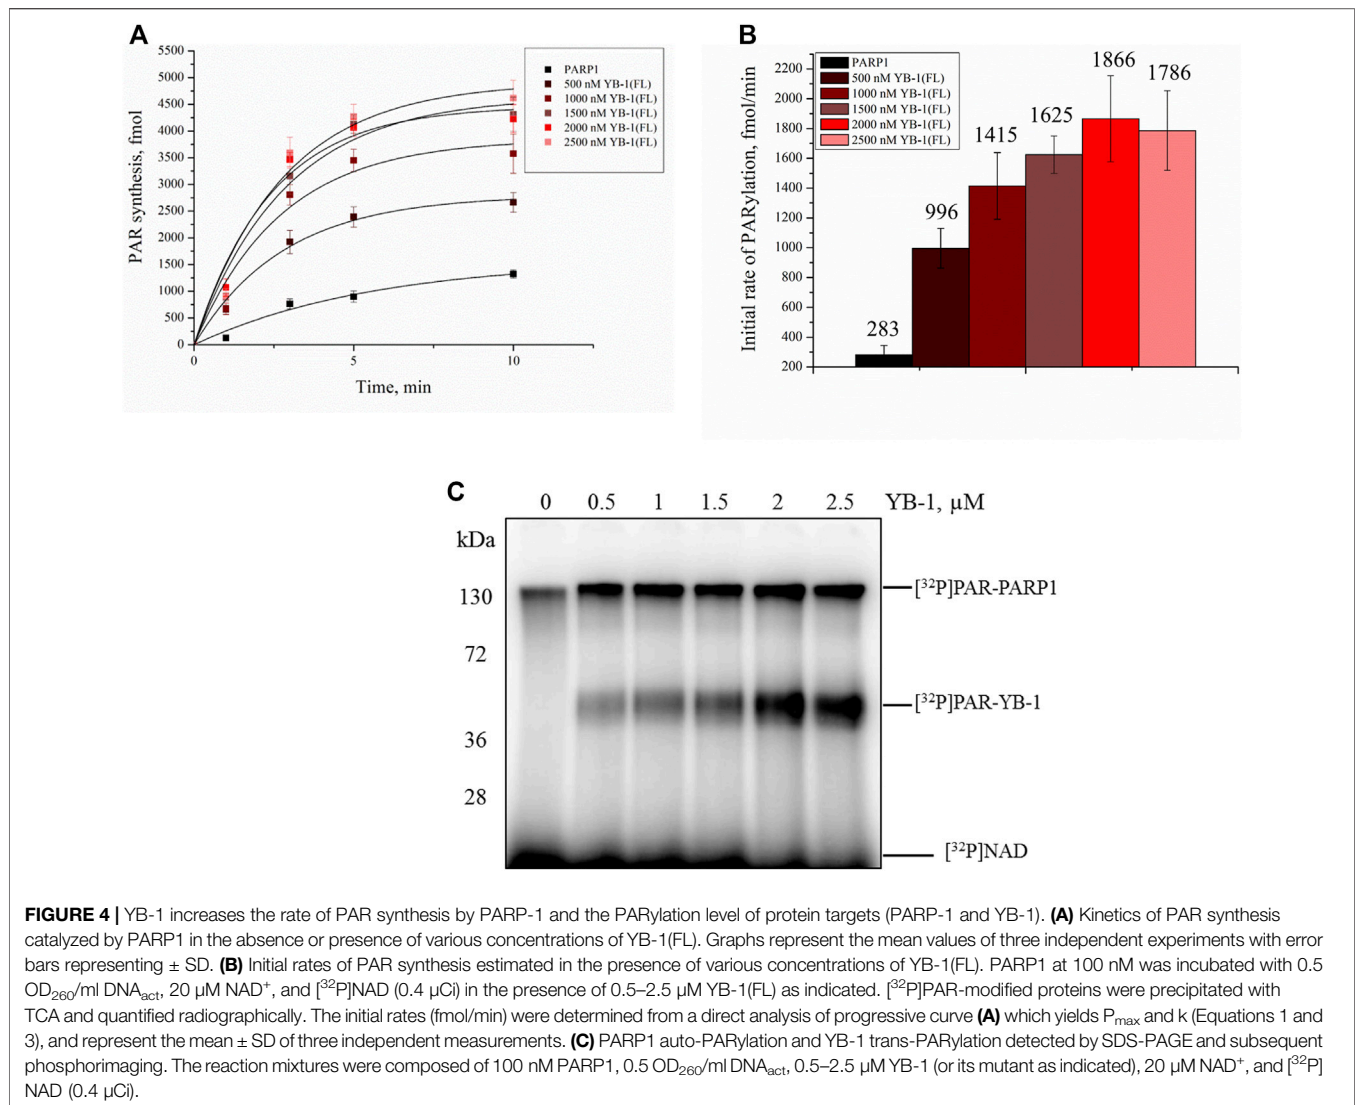 A
PAR synthesis, fmol
5500
5000
4500
4000
3500
3000
2500
2000
1500
1000
500
0
0
5
10
Time, min
PARP1
500 nM YB-1(FL)
1000 nM YB-1(FL)
1500 nM YB-1(FL)
2000 nM YB-1(FL)
2500 nM YB-1(FL)
B
Initial rate of PARylation, fmol/min
2200
2000
1800
1600
1400
1200
1000
800
600
400
200
PARP1
500 nM YB-1(FL)
1000 nM YB-1(FL)
1500 nM YB-1(FL)
2000 nM YB-1(FL)
2500 nM YB-1(FL)
283
996
1415
1625
1866
1786
C
0 0.5 1 1.5 2 2.5 YB-1, µM
kDa
130
72
36
28
[³²P]PAR-PARP1
[³²P]PAR-YB-1
[³²P]NAD
FIGURE 4 | YB-1 increases the rate of PAR synthesis by PARP-1 and the PARylation level of protein targets (PARP-1 and YB-1). (A) Kinetics of PAR synthesis
catalyzed by PARP1 in the absence or presence of various concentrations of YB-1(FL). Graphs represent the mean values of three independent experiments with error
bars representing ± SD. (B) Initial rates of PAR synthesis estimated in the presence of various concentrations of YB-1(FL). PARP1 at 100 nM was incubated with 0.5
OD₂₆₀/ml DNAact, 20 µM NAD⁺, and [³²P]NAD (0.4 µCi) in the presence of 0.5–2.5 µM YB-1(FL) as indicated. [³²P]PAR-modified proteins were precipitated with
TCA and quantified radiographically. The initial rates (fmol/min) were determined from a direct analysis of progressive curve (A) which yields Pmax and k (Equations 1 and
3), and represent the mean ± SD of three independent measurements. (C) PARP1 auto-PARylation and YB-1 trans-PARylation detected by SDS-PAGE and subsequent
phosphorimaging. The reaction mixtures were composed of 100 nM PARP1, 0.5 OD₂₆₀/ml DNAact, 0.5–2.5 µM YB-1 (or its mutant as indicated), 20 µM NAD⁺, and [³²P]
NAD (0.4 µCi).